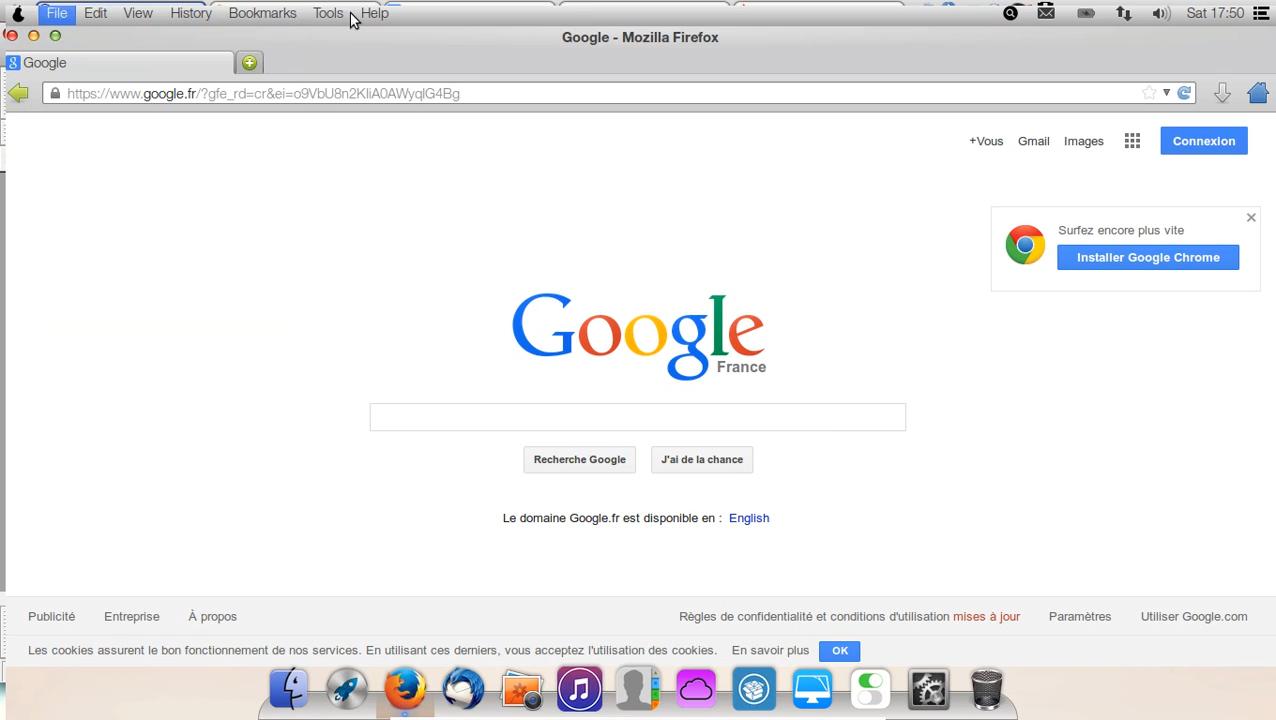 File Edit View History Bookmarks Tools Help Sat 17:50
Google - Mozilla Firefox
Google
https://www.google.fr/?gfe_rd=cr&ei=o9VbU8n2KIiA0AWyqIG4Bg
+Vous Gmail Images Connexion
Surfez encore plus vite
Installer Google Chrome
Google
France
Recherche Google J'ai de la chance
Le domaine Google.fr est disponible en : English
Publicité Entreprise À propos Règles de confidentialité et conditions d'utilisation mises à jour Paramètres Utiliser Google.com
Les cookies assurent le bon fonctionnement de nos services. En utilisant ces derniers, vous acceptez l'utilisation des cookies. En savoir plus OK